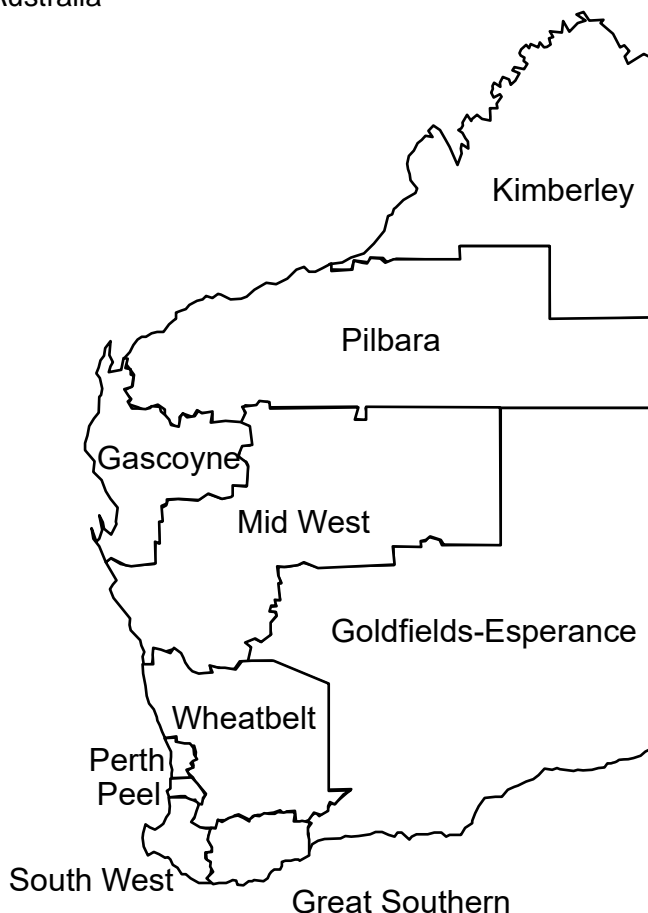 Australia
Kimberley
Pilbara
Gascoyne
Mid West
Goldfields-Esperance
Wheatbelt
Perth
Peel
South West
Great Southern